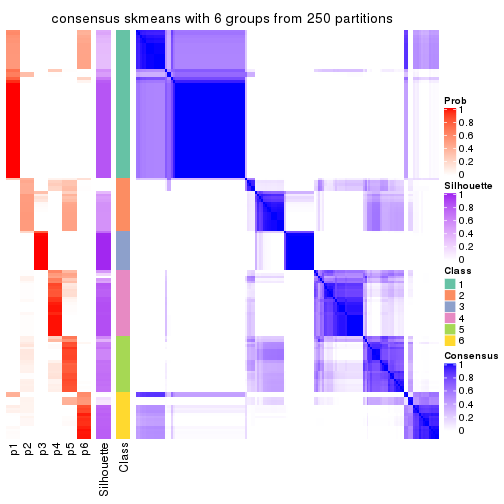 consensus skmeans with 6 groups from 250 partitions
Prob
1
0.8
0.6
0.4
0.2
0
Silhouette
1
0.8
0.6
0.4
0.2
0
Class
1
2
3
4
5
6
Consensus
1
0.8
0.6
0.4
0.2
0
p1
p2
p3
p4
p5
p6
Silhouette
Class